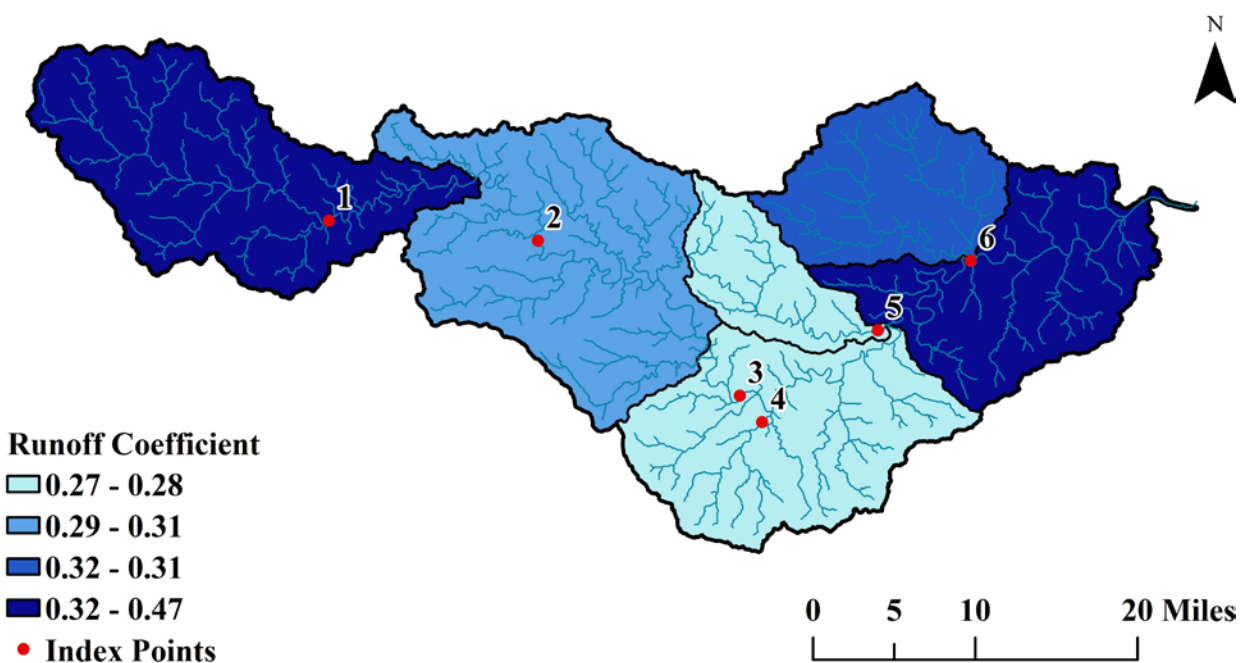 N
1
2
6
5
3
4
Runoff Coefficient
0.27 - 0.28
0.29 - 0.31
0.32 - 0.31
0.32 - 0.47
Index Points
0 5 10 20 Miles